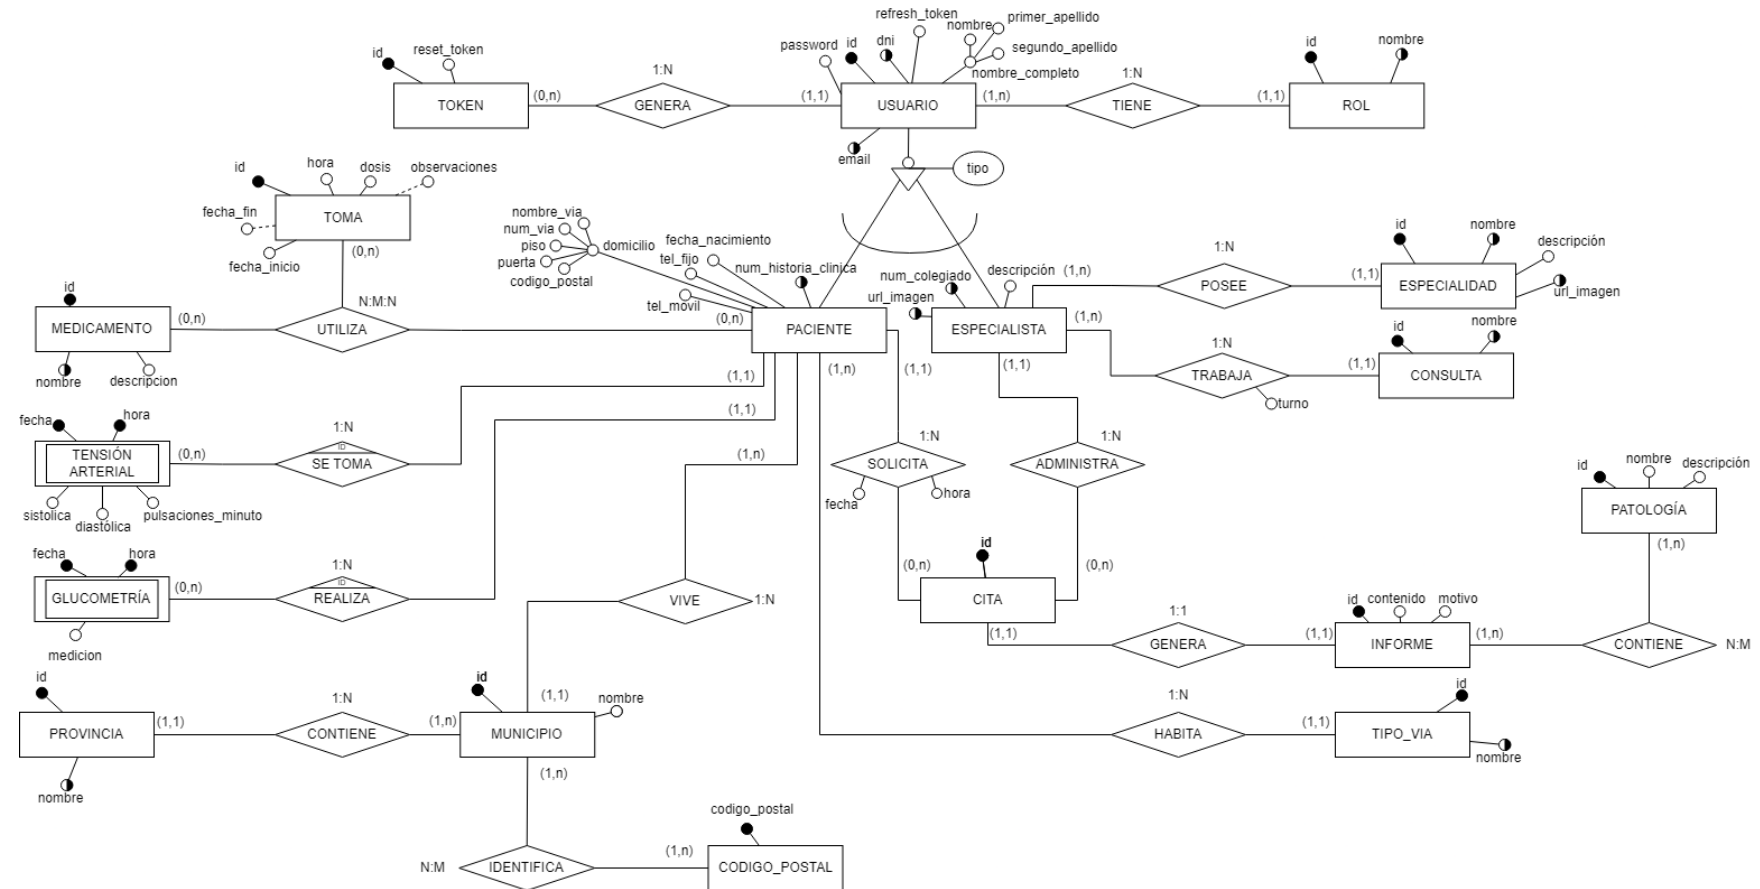 refresh_token
primer_apellido
nombre
id
reset_token
password
id
dni
segundo_apellido
id
nombre
nombre_completo
1:N
1:N
TOKEN
(0,n)
GENERA
(1,1)
USUARIO
(1,n)
TIENE
(1,1)
ROL
email
tipo
id
hora
dosis
observaciones
fecha_fin
TOMA
fecha_inicio
(0,n)
nombre_via
num_via
piso
puerta
codigo_postal
domicilio
fecha_nacimiento
tel_fijo
num_historia_clinica
tel_movil
num_colegiado
descripción
url_imagen
1:N
(1,n)
POSEE
(1,1)
id
nombre
descripción
ESPECIALIDAD
url_imagen
id
N:M:N
MEDICAMENTO
(0,n)
UTILIZA
(0,n)
PACIENTE
ESPECIALISTA
(1,n)
nombre
descripcion
1:N
id
nombre
TRABAJA
(1,1)
CONSULTA
turno
(1,1)
(1,n)
(1,1)
(1,1)
(1,1)
fecha
hora
1:N
TENSIÓN
ARTERIAL
(0,n)
ID
SE TOMA
sistolica
diastólica
pulsaciones_minuto
(1,n)
1:N
SOLICITA
fecha
hora
1:N
ADMINISTRA
id
nombre
descripción
PATOLOGÍA
(1,n)
fecha
hora
1:N
GLUCOMETRÍA
(0,n)
ID
REALIZA
medicion
VIVE
1:N
id
(0,n)
(0,n)
CITA
(1,1)
1:1
GENERA
(1,1)
id
contenido
motivo
INFORME
(1,n)
CONTIENE
N:M
id
1:N
PROVINCIA
(1,1)
CONTIENE
(1,n)
id
(1,1)
nombre
MUNICIPIO
nombre
(1,n)
1:N
HABITA
(1,1)
id
TIPO_VIA
nombre
codigo_postal
N:M
IDENTIFICA
(1,n)
CODIGO_POSTAL